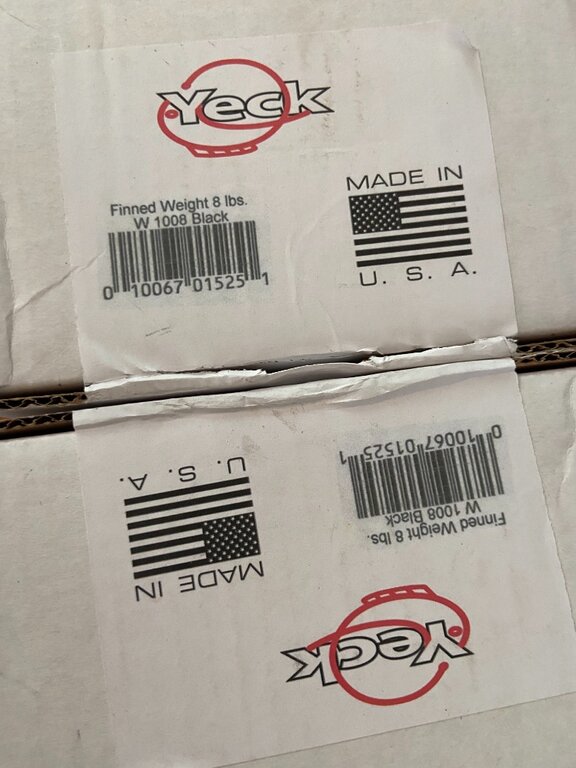 Yeck
MADE IN
U. S. A.
Finned Weight 8 lbs.
W 1008 Black
0 10067 01525 1
0 10067 01525 1
W 1008 Black
Finned Weight 8 lbs.
U. S. A.
MADE IN
Yeck